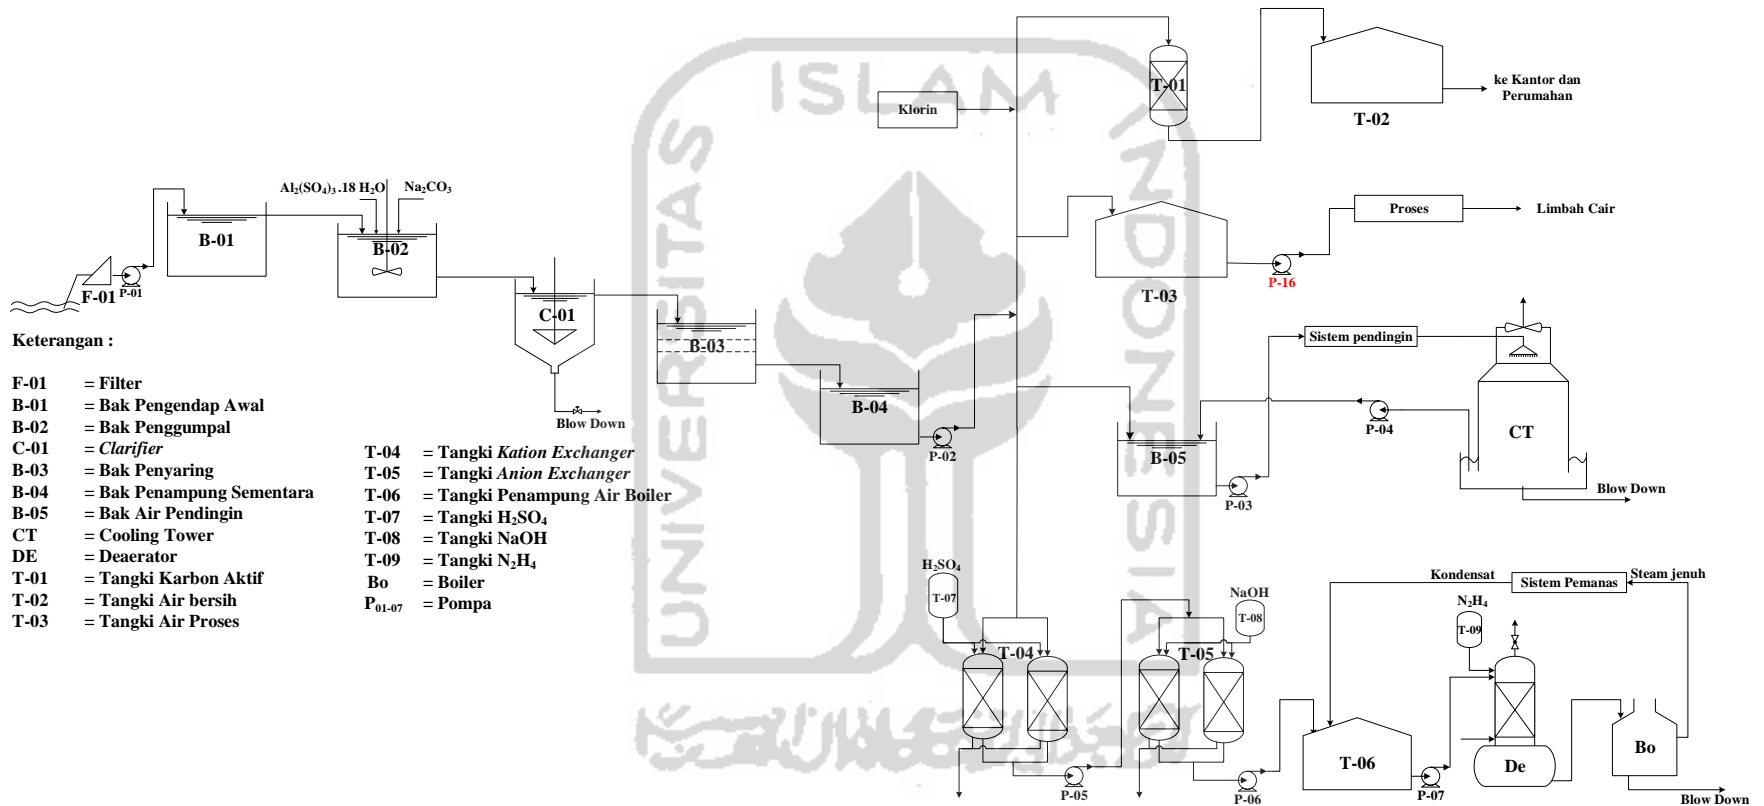 ISLAM
UNIVERSITAS
INDONESIA
T-01
T-02
ke Kantor dan
Perumahan
Klorin
Al₂(SO₄)₃.18 H₂O
Na₂CO₃
B-01
B-02
F-01
P-01
C-01
Blow Down
B-03
B-04
P-02
T-03
P-16
Proses
Limbah Cair
Sistem pendingin
P-04
CT
B-05
P-03
Blow Down
Keterangan :
F-01 = Filter
B-01 = Bak Pengendap Awal
B-02 = Bak Penggumpal
C-01 = Clarifier
B-03 = Bak Penyaring
B-04 = Bak Penampung Sementara
B-05 = Bak Air Pendingin
CT = Cooling Tower
DE = Deaerator
T-01 = Tangki Karbon Aktif
T-02 = Tangki Air bersih
T-03 = Tangki Air Proses
T-04 = Tangki Kation Exchanger
T-05 = Tangki Anion Exchanger
T-06 = Tangki Penampung Air Boiler
T-07 = Tangki H₂SO₄
T-08 = Tangki NaOH
T-09 = Tangki N₂H₄
Bo = Boiler
P₀₁₋₀₇ = Pompa
H₂SO₄
T-07
T-04
P-05
NaOH
T-08
T-05
P-06
Kondensat
Sistem Pemanas
Steam jenuh
N₂H₄
T-09
T-06
P-07
De
Bo
Blow Down